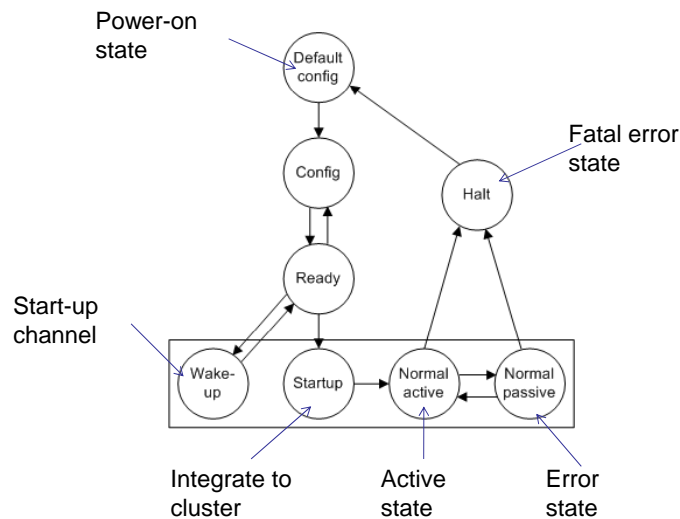 Power-on
state
Default
config
Fatal error
state
Config
Halt
Ready
Start-up
channel
Wake-
up
Startup
Normal
active
Normal
passive
Integrate to
cluster
Active
state
Error
state